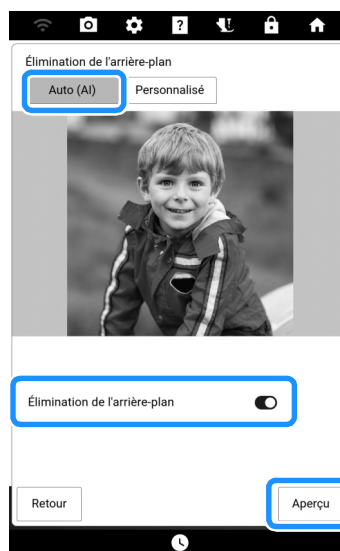 ?
Élimination de l'arrière-plan
Auto (AI)
Personnalisé
Élimination de l'arrière-plan
Retour
Aperçu